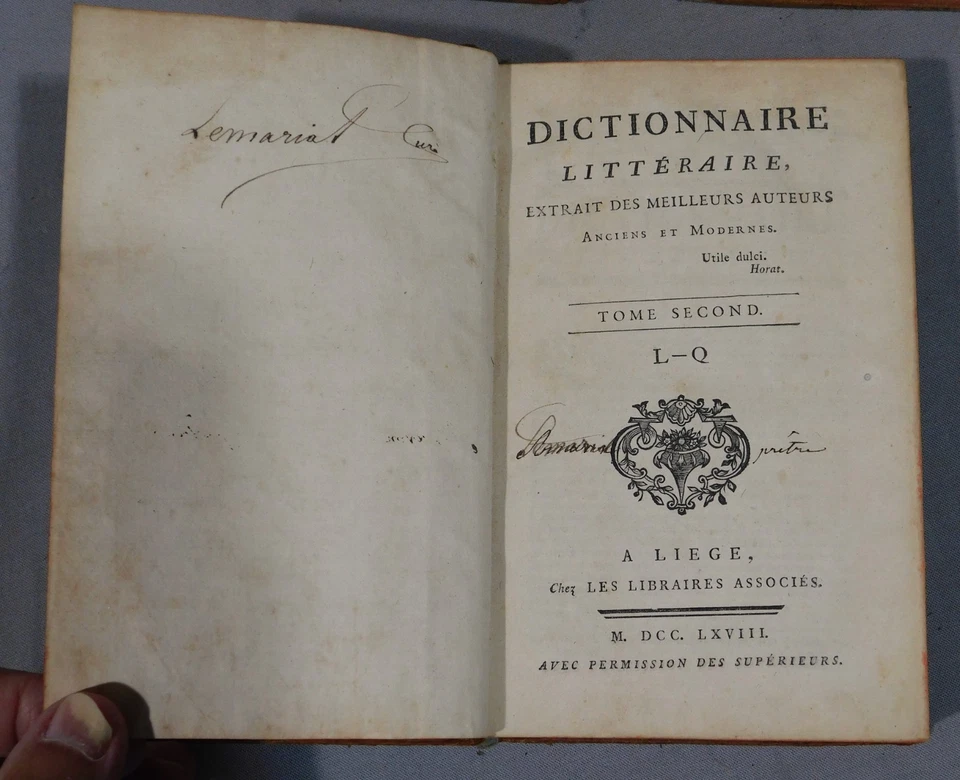 Lemariat Curé
DICTIONNAIRE
LITTÉRAIRE,
EXTRAIT DES MEILLEURS AUTEURS
ANCIENS ET MODERNES.
Utile dulci.
Horat.
TOME SECOND.
L-Q
prêtre
A LIEGE,
Chez LES LIBRAIRES ASSOCIÉS.
M. DCC. LXVIII.
AVEC PERMISSION DES SUPÉRIEURS.